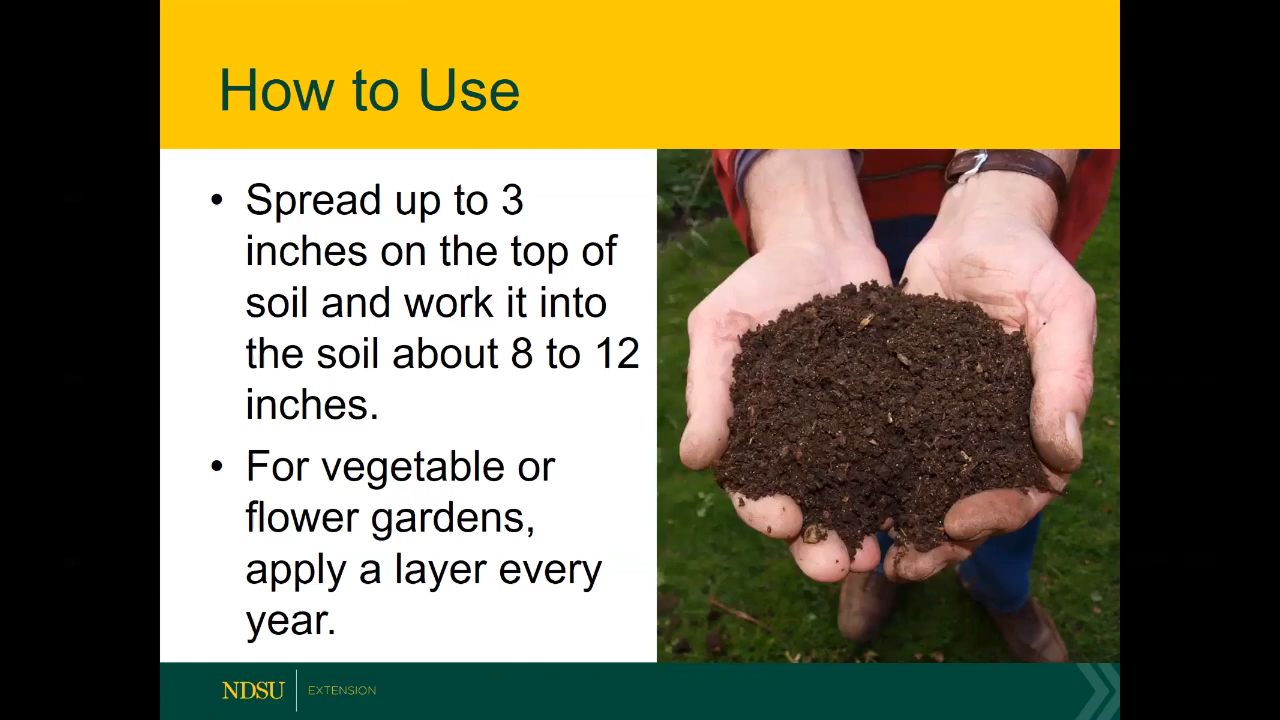 How to Use
• Spread up to 3
inches on the top of
soil and work it into
the soil about 8 to 12
inches.
• For vegetable or
flower gardens,
apply a layer every
year.
NDSU EXTENSION